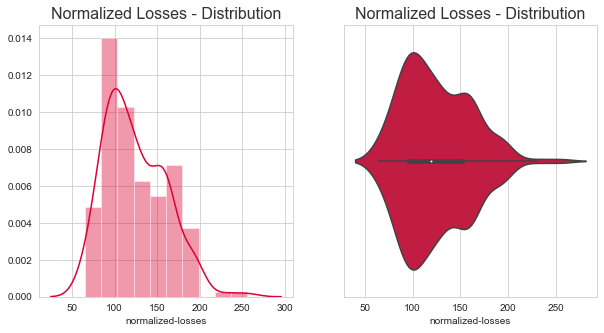 Normalized Losses - Distribution
0.014
0.012
0.010
0.008
0.006
0.004
0.002
0.000
50 100 150 200 250 300
normalized-losses
Normalized Losses - Distribution
50 100 150 200 250
normalized-losses